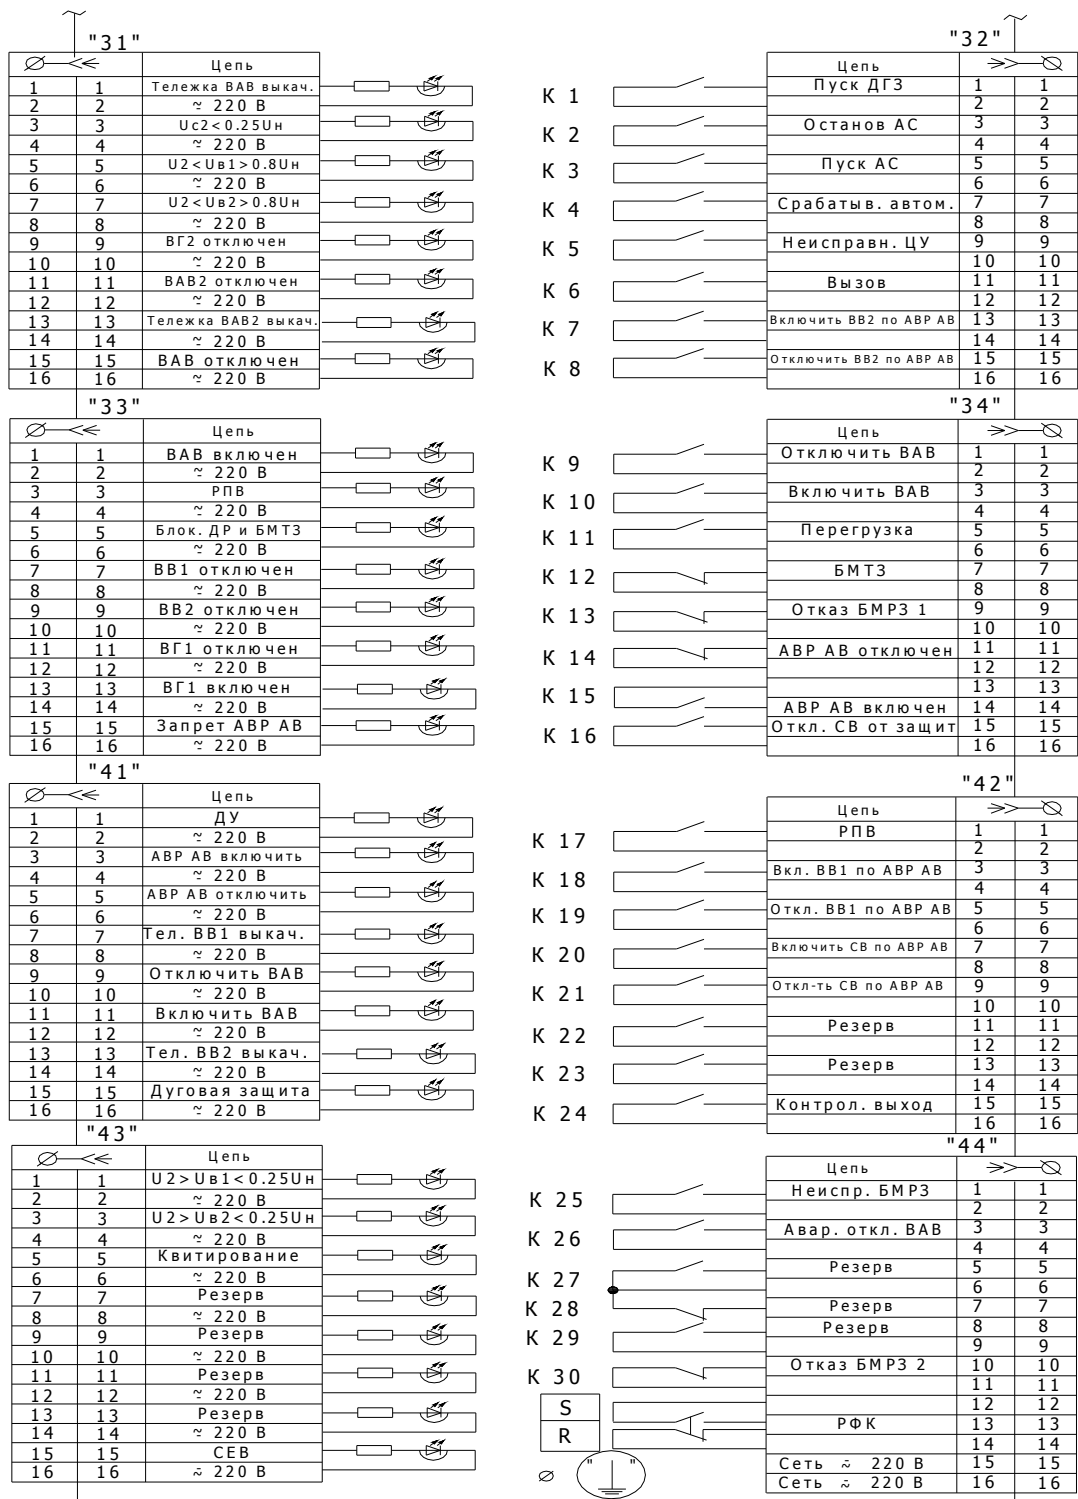 "31"
Цепь
1 1 Тележка ВАВ выкач.
2 2 ~ 220 В
3 3 Uс2<0.25Uн
4 4 ~ 220 В
5 5 U2<Uв1>0.8Uн
6 6 ~ 220 В
7 7 U2<Uв2>0.8Uн
8 8 ~ 220 В
9 9 ВГ2 отключен
10 10 ~ 220 В
11 11 ВАВ2 отключен
12 12 ~ 220 В
13 13 Тележка ВАВ2 выкач.
14 14 ~ 220 В
15 15 ВАВ отключен
16 16 ~ 220 В
"32"
Цепь
К 1 Пуск ДГЗ 1 1
2 2
К 2 Останов АС 3 3
4 4
К 3 Пуск АС 5 5
6 6
К 4 Срабатыв. автом. 7 7
8 8
К 5 Неисправн. ЦУ 9 9
10 10
К 6 Вызов 11 11
12 12
К 7 Включить ВВ2 по АВР АВ 13 13
14 14
К 8 Отключить ВВ2 по АВР АВ 15 15
16 16
"33"
Цепь
1 1 ВАВ включен
2 2 ~ 220 В
3 3 РПВ
4 4 ~ 220 В
5 5 Блок. ДР и БМТЗ
6 6 ~ 220 В
7 7 ВВ1 отключен
8 8 ~ 220 В
9 9 ВВ2 отключен
10 10 ~ 220 В
11 11 ВГ1 отключен
12 12 ~ 220 В
13 13 ВГ1 включен
14 14 ~ 220 В
15 15 Запрет АВР АВ
16 16 ~ 220 В
"34"
Цепь
К 9 Отключить ВАВ 1 1
2 2
К 10 Включить ВАВ 3 3
4 4
К 11 Перегрузка 5 5
6 6
К 12 БМТЗ 7 7
8 8
К 13 Отказ БМРЗ 1 9 9
10 10
К 14 АВР АВ отключен 11 11
12 12
К 15 13 13
АВР АВ включен 14 14
К 16 Откл. СВ от защит 15 15
16 16
"41"
Цепь
1 1 ДУ
2 2 ~ 220 В
3 3 АВР АВ включить
4 4 ~ 220 В
5 5 АВР АВ отключить
6 6 ~ 220 В
7 7 Тел. ВВ1 выкач.
8 8 ~ 220 В
9 9 Отключить ВАВ
10 10 ~ 220 В
11 11 Включить ВАВ
12 12 ~ 220 В
13 13 Тел. ВВ2 выкач.
14 14 ~ 220 В
15 15 Дуговая защита
16 16 ~ 220 В
"42"
Цепь
К 17 РПВ 1 1
2 2
К 18 Вкл. ВВ1 по АВР АВ 3 3
4 4
К 19 Откл. ВВ1 по АВР АВ 5 5
6 6
К 20 Включить СВ по АВР АВ 7 7
8 8
К 21 Откл-ть СВ по АВР АВ 9 9
10 10
К 22 Резерв 11 11
12 12
К 23 Резерв 13 13
14 14
К 24 Контрол. выход 15 15
16 16
"43"
Цепь
1 1 U2>Uв1<0.25Uн
2 2 ~ 220 В
3 3 U2>Uв2<0.25Uн
4 4 ~ 220 В
5 5 Квитирование
6 6 ~ 220 В
7 7 Резерв
8 8 ~ 220 В
9 9 Резерв
10 10 ~ 220 В
11 11 Резерв
12 12 ~ 220 В
13 13 Резерв
14 14 ~ 220 В
15 15 СЕВ
16 16 ~ 220 В
"44"
Цепь
К 25 Неиспр. БМРЗ 1 1
2 2
К 26 Авар. откл. ВАВ 3 3
4 4
К 27 Резерв 5 5
6 6
К 28 Резерв 7 7
К 29 Резерв 8 8
9 9
К 30 Отказ БМРЗ 2 10 10
11 11
S 12 12
R РФК 13 13
14 14
Сеть ~ 220 В 15 15
Сеть ~ 220 В 16 16
" "